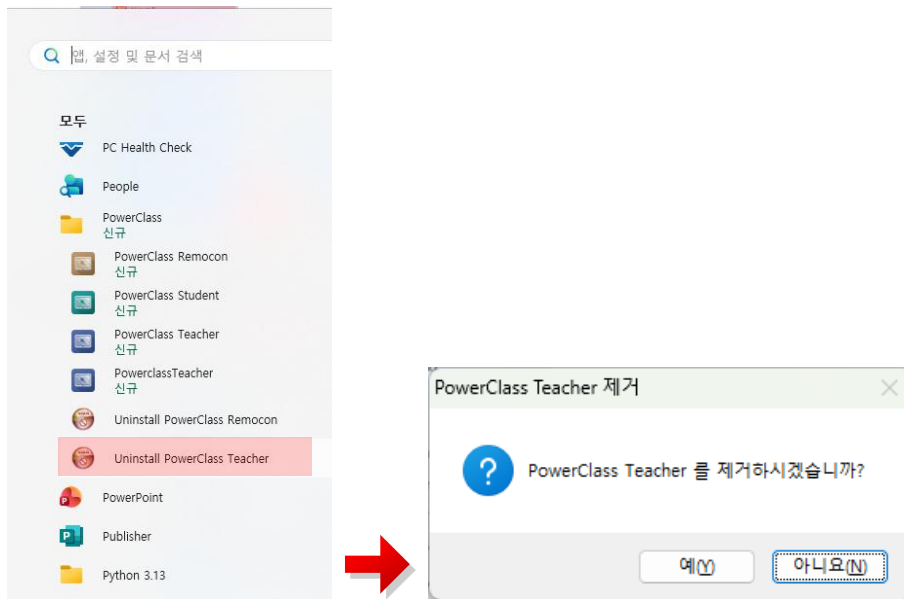 앱, 설정 및 문서 검색
모두
PC Health Check
People
PowerClass
신규
PowerClass Remocon
신규
PowerClass Student
신규
PowerClass Teacher
신규
PowerclassTeacher
신규
Uninstall PowerClass Remocon
Uninstall PowerClass Teacher
PowerPoint
Publisher
Python 3.13
PowerClass Teacher 제거
PowerClass Teacher 를 제거하시겠습니까?
예(Y) 아니요(N)